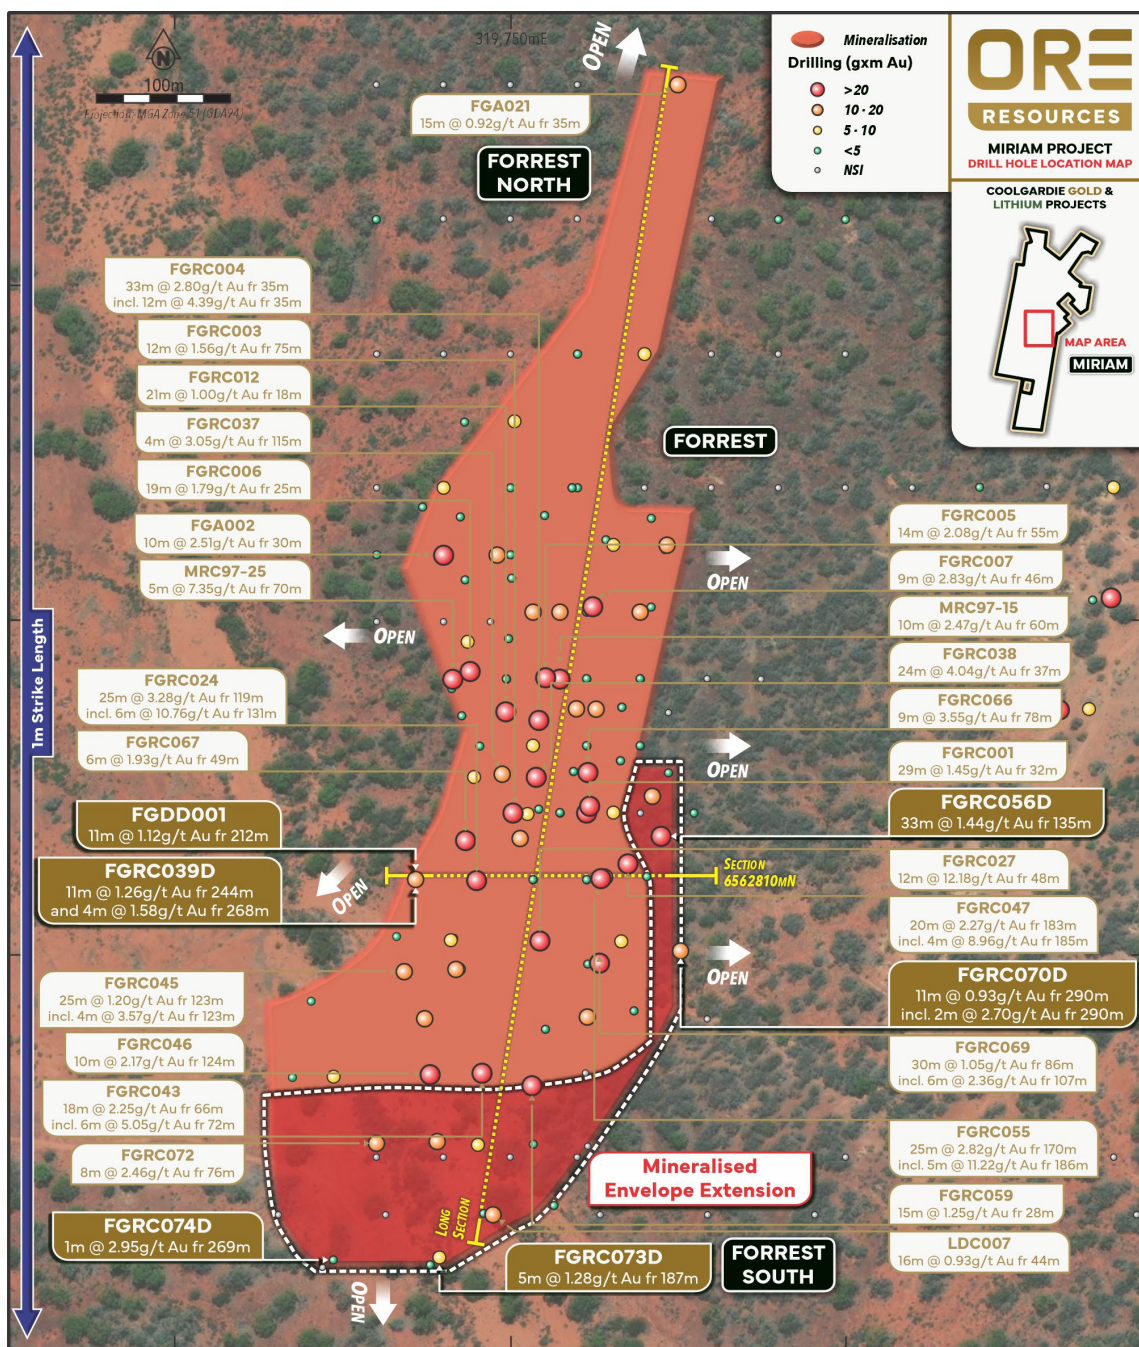 319,750mE
OPEN
N
100m
Projection: MGA Zone 51 (GDA94)
FGA021
15m @ 0.92g/t Au fr 35m
FORREST
NORTH
Mineralisation
Drilling (gxm Au)
>20
10 - 20
5 - 10
<5
NSI
ORE
RESOURCES
MIRIAM PROJECT
DRILL HOLE LOCATION MAP
COOLGARDIE GOLD &
LITHIUM PROJECTS
MAP AREA
MIRIAM
FGRC004
33m @ 2.80g/t Au fr 35m
incl. 12m @ 4.39g/t Au fr 35m
FGRC003
12m @ 1.56g/t Au fr 75m
FGRC012
21m @ 1.00g/t Au fr 18m
FGRC037
4m @ 3.05g/t Au fr 115m
FGRC006
19m @ 1.79g/t Au fr 25m
FGA002
10m @ 2.51g/t Au fr 30m
MRC97-25
5m @ 7.35g/t Au fr 70m
FORREST
FGRC005
14m @ 2.08g/t Au fr 55m
FGRC007
9m @ 2.83g/t Au fr 46m
MRC97-15
10m @ 2.47g/t Au fr 60m
FGRC038
24m @ 4.04g/t Au fr 37m
FGRC066
9m @ 3.55g/t Au fr 78m
FGRC001
29m @ 1.45g/t Au fr 32m
OPEN
OPEN
OPEN
1m Strike Length
FGRC024
25m @ 3.28g/t Au fr 119m
incl. 6m @ 10.76g/t Au fr 131m
FGRC067
6m @ 1.93g/t Au fr 49m
FGDD001
11m @ 1.12g/t Au fr 212m
FGRC039D
11m @ 1.26g/t Au fr 244m
and 4m @ 1.58g/t Au fr 268m
OPEN
FGRC056D
33m @ 1.44g/t Au fr 135m
SECTION
6562810MN
FGRC027
12m @ 12.18g/t Au fr 48m
FGRC047
20m @ 2.27g/t Au fr 183m
incl. 4m @ 8.96g/t Au fr 185m
OPEN
FGRC070D
11m @ 0.93g/t Au fr 290m
incl. 2m @ 2.70g/t Au fr 290m
FGRC045
25m @ 1.20g/t Au fr 123m
incl. 4m @ 3.57g/t Au fr 123m
FGRC046
10m @ 2.17g/t Au fr 124m
FGRC043
18m @ 2.25g/t Au fr 66m
incl. 6m @ 5.05g/t Au fr 72m
FGRC072
8m @ 2.46g/t Au fr 76m
FGRC074D
1m @ 2.95g/t Au fr 269m
FGRC069
30m @ 1.05g/t Au fr 86m
incl. 6m @ 2.36g/t Au fr 107m
FGRC055
25m @ 2.82g/t Au fr 170m
incl. 5m @ 11.22g/t Au fr 186m
FGRC059
15m @ 1.25g/t Au fr 28m
LDC007
16m @ 0.93g/t Au fr 44m
Mineralised
Envelope Extension
LONG
SECTION
FGRC073D
5m @ 1.28g/t Au fr 187m
FORREST
SOUTH
OPEN